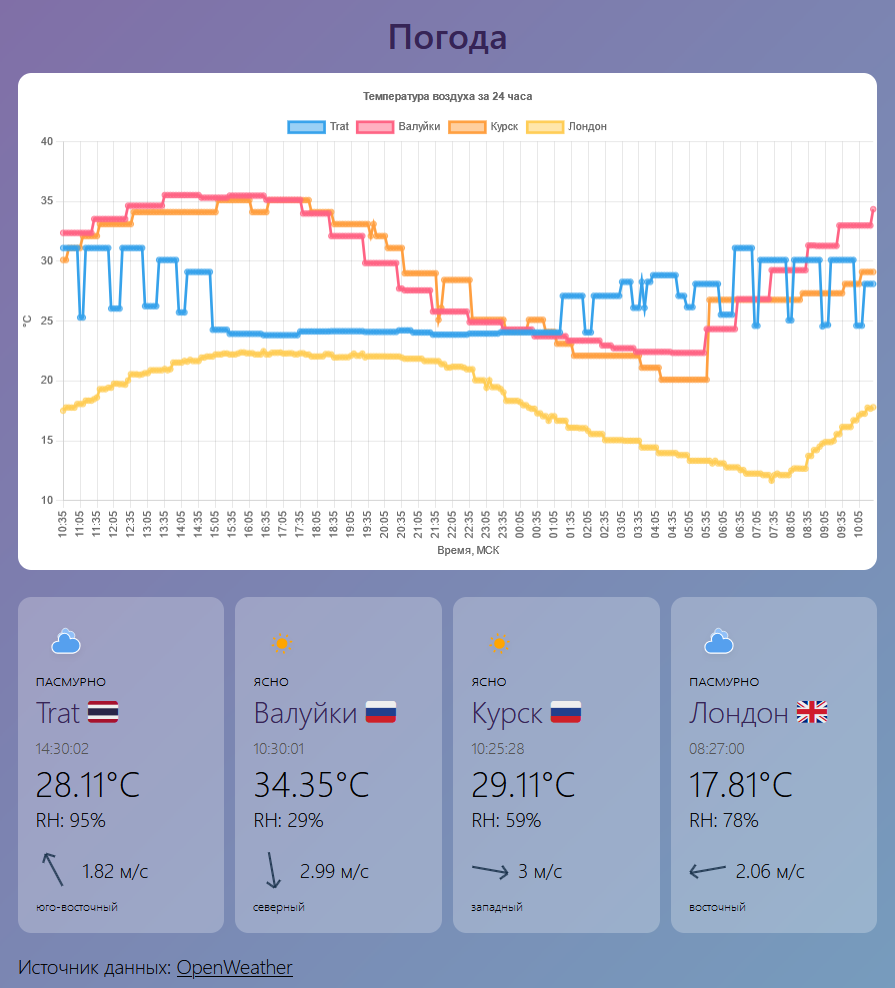 Погода
Температура воздуха за 24 часа
Trat Валуйки Курск Лондон
40
35
30
25
20
15
10
°C
10:35 11:05 11:35 12:05 12:35 13:05 13:35 14:05 14:35 15:05 15:35 16:05 16:35 17:05 17:35 18:05 18:35 19:05 19:35 20:05 20:35 21:05 21:35 22:05 22:35 23:05 23:35 00:05 00:35 01:05 01:35 02:05 02:35 03:05 03:35 04:05 04:35 05:05 05:35 06:05 06:35 07:05 07:35 08:05 08:35 09:05 09:35 10:05
Время, МСК
ПАСМУРНО
Trat
14:30:02
28.11°C
RH: 95%
1.82 м/с
юго-восточный
ЯСНО
Валуйки
10:30:01
34.35°C
RH: 29%
2.99 м/с
северный
ЯСНО
Курск
10:25:28
29.11°C
RH: 59%
3 м/с
западный
ПАСМУРНО
Лондон
08:27:00
17.81°C
RH: 78%
2.06 м/с
восточный
Источник данных: OpenWeather